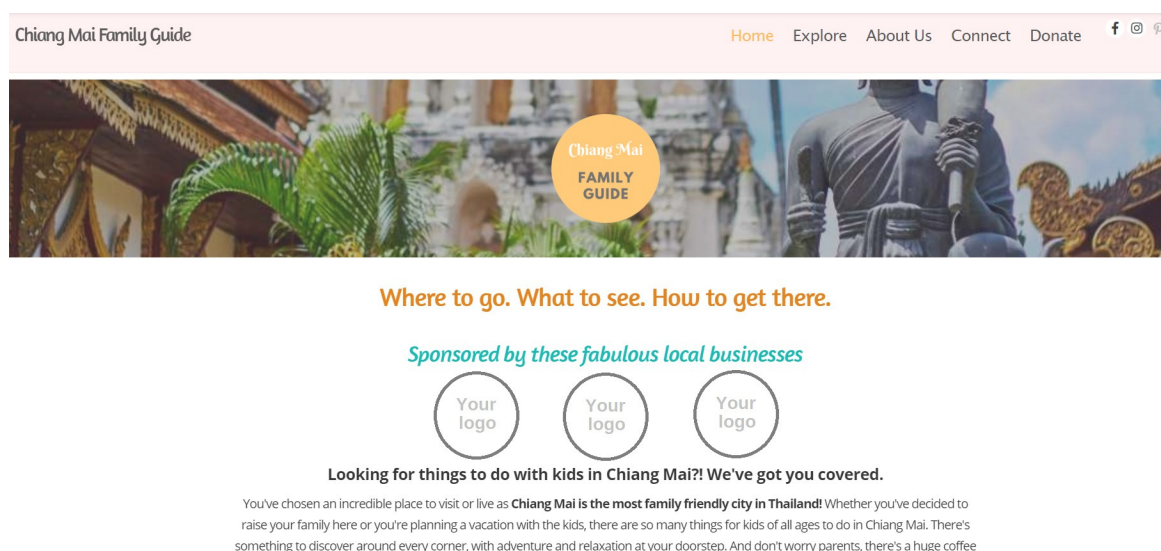 Chiang Mai Family Guide
Home Explore About Us Connect Donate
Chiang Mai
FAMILY
GUIDE
Where to go. What to see. How to get there.
Sponsored by these fabulous local businesses
Your
logo
Your
logo
Your
logo
Looking for things to do with kids in Chiang Mai?! We've got you covered.
You've chosen an incredible place to visit or live as Chiang Mai is the most family friendly city in Thailand! Whether you've decided to
raise your family here or you're planning a vacation with the kids, there are so many things for kids of all ages to do in Chiang Mai. There's
something to discover around every corner, with adventure and relaxation at your doorstep. And don't worry parents, there's a huge coffee